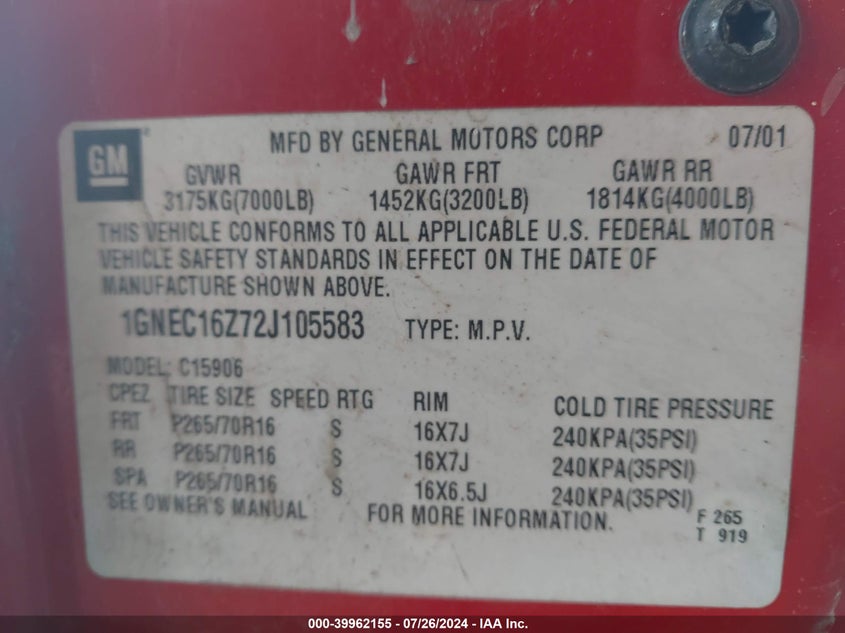 GM
MFD BY GENERAL MOTORS CORP 07/01
GVWR GAWR FRT GAWR RR
3175KG(7000LB) 1452KG(3200LB) 1814KG(4000LB)
THIS VEHICLE CONFORMS TO ALL APPLICABLE U.S. FEDERAL MOTOR
VEHICLE SAFETY STANDARDS IN EFFECT ON THE DATE OF
MANUFACTURE SHOWN ABOVE.
1GNEC16Z72J105583 TYPE: M.P.V.
MODEL: C15906
CPEZ TIRE SIZE SPEED RTG RIM COLD TIRE PRESSURE
FRT P265/70R16 S 16X7J 240KPA(35PSI)
RR P265/70R16 S 16X7J 240KPA(35PSI)
SPA P265/70R16 S 16X6.5J 240KPA(35PSI)
SEE OWNER'S MANUAL FOR MORE INFORMATION.
F 265
T 919
000-39962155 - 07/26/2024 - IAA Inc.